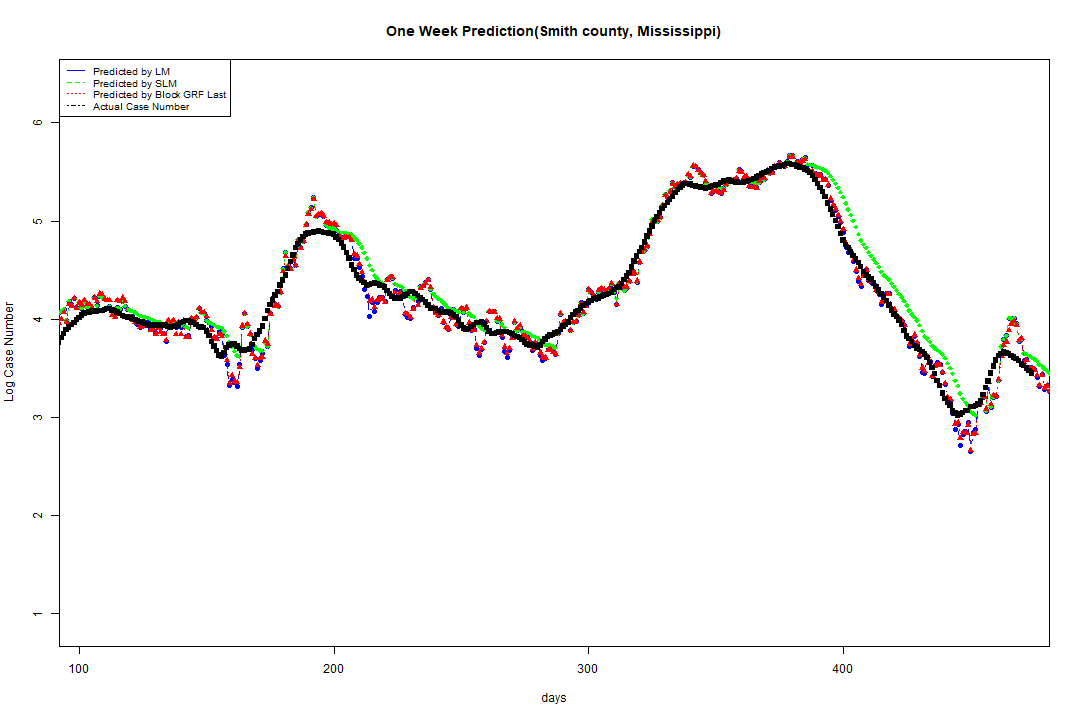 One Week Prediction(Smith county, Mississippi)
Predicted by LM
Predicted by SLM
Predicted by Block GRF Last
Actual Case Number
6
5
4
3
2
1
Log Case Number
100 200 300 400
days